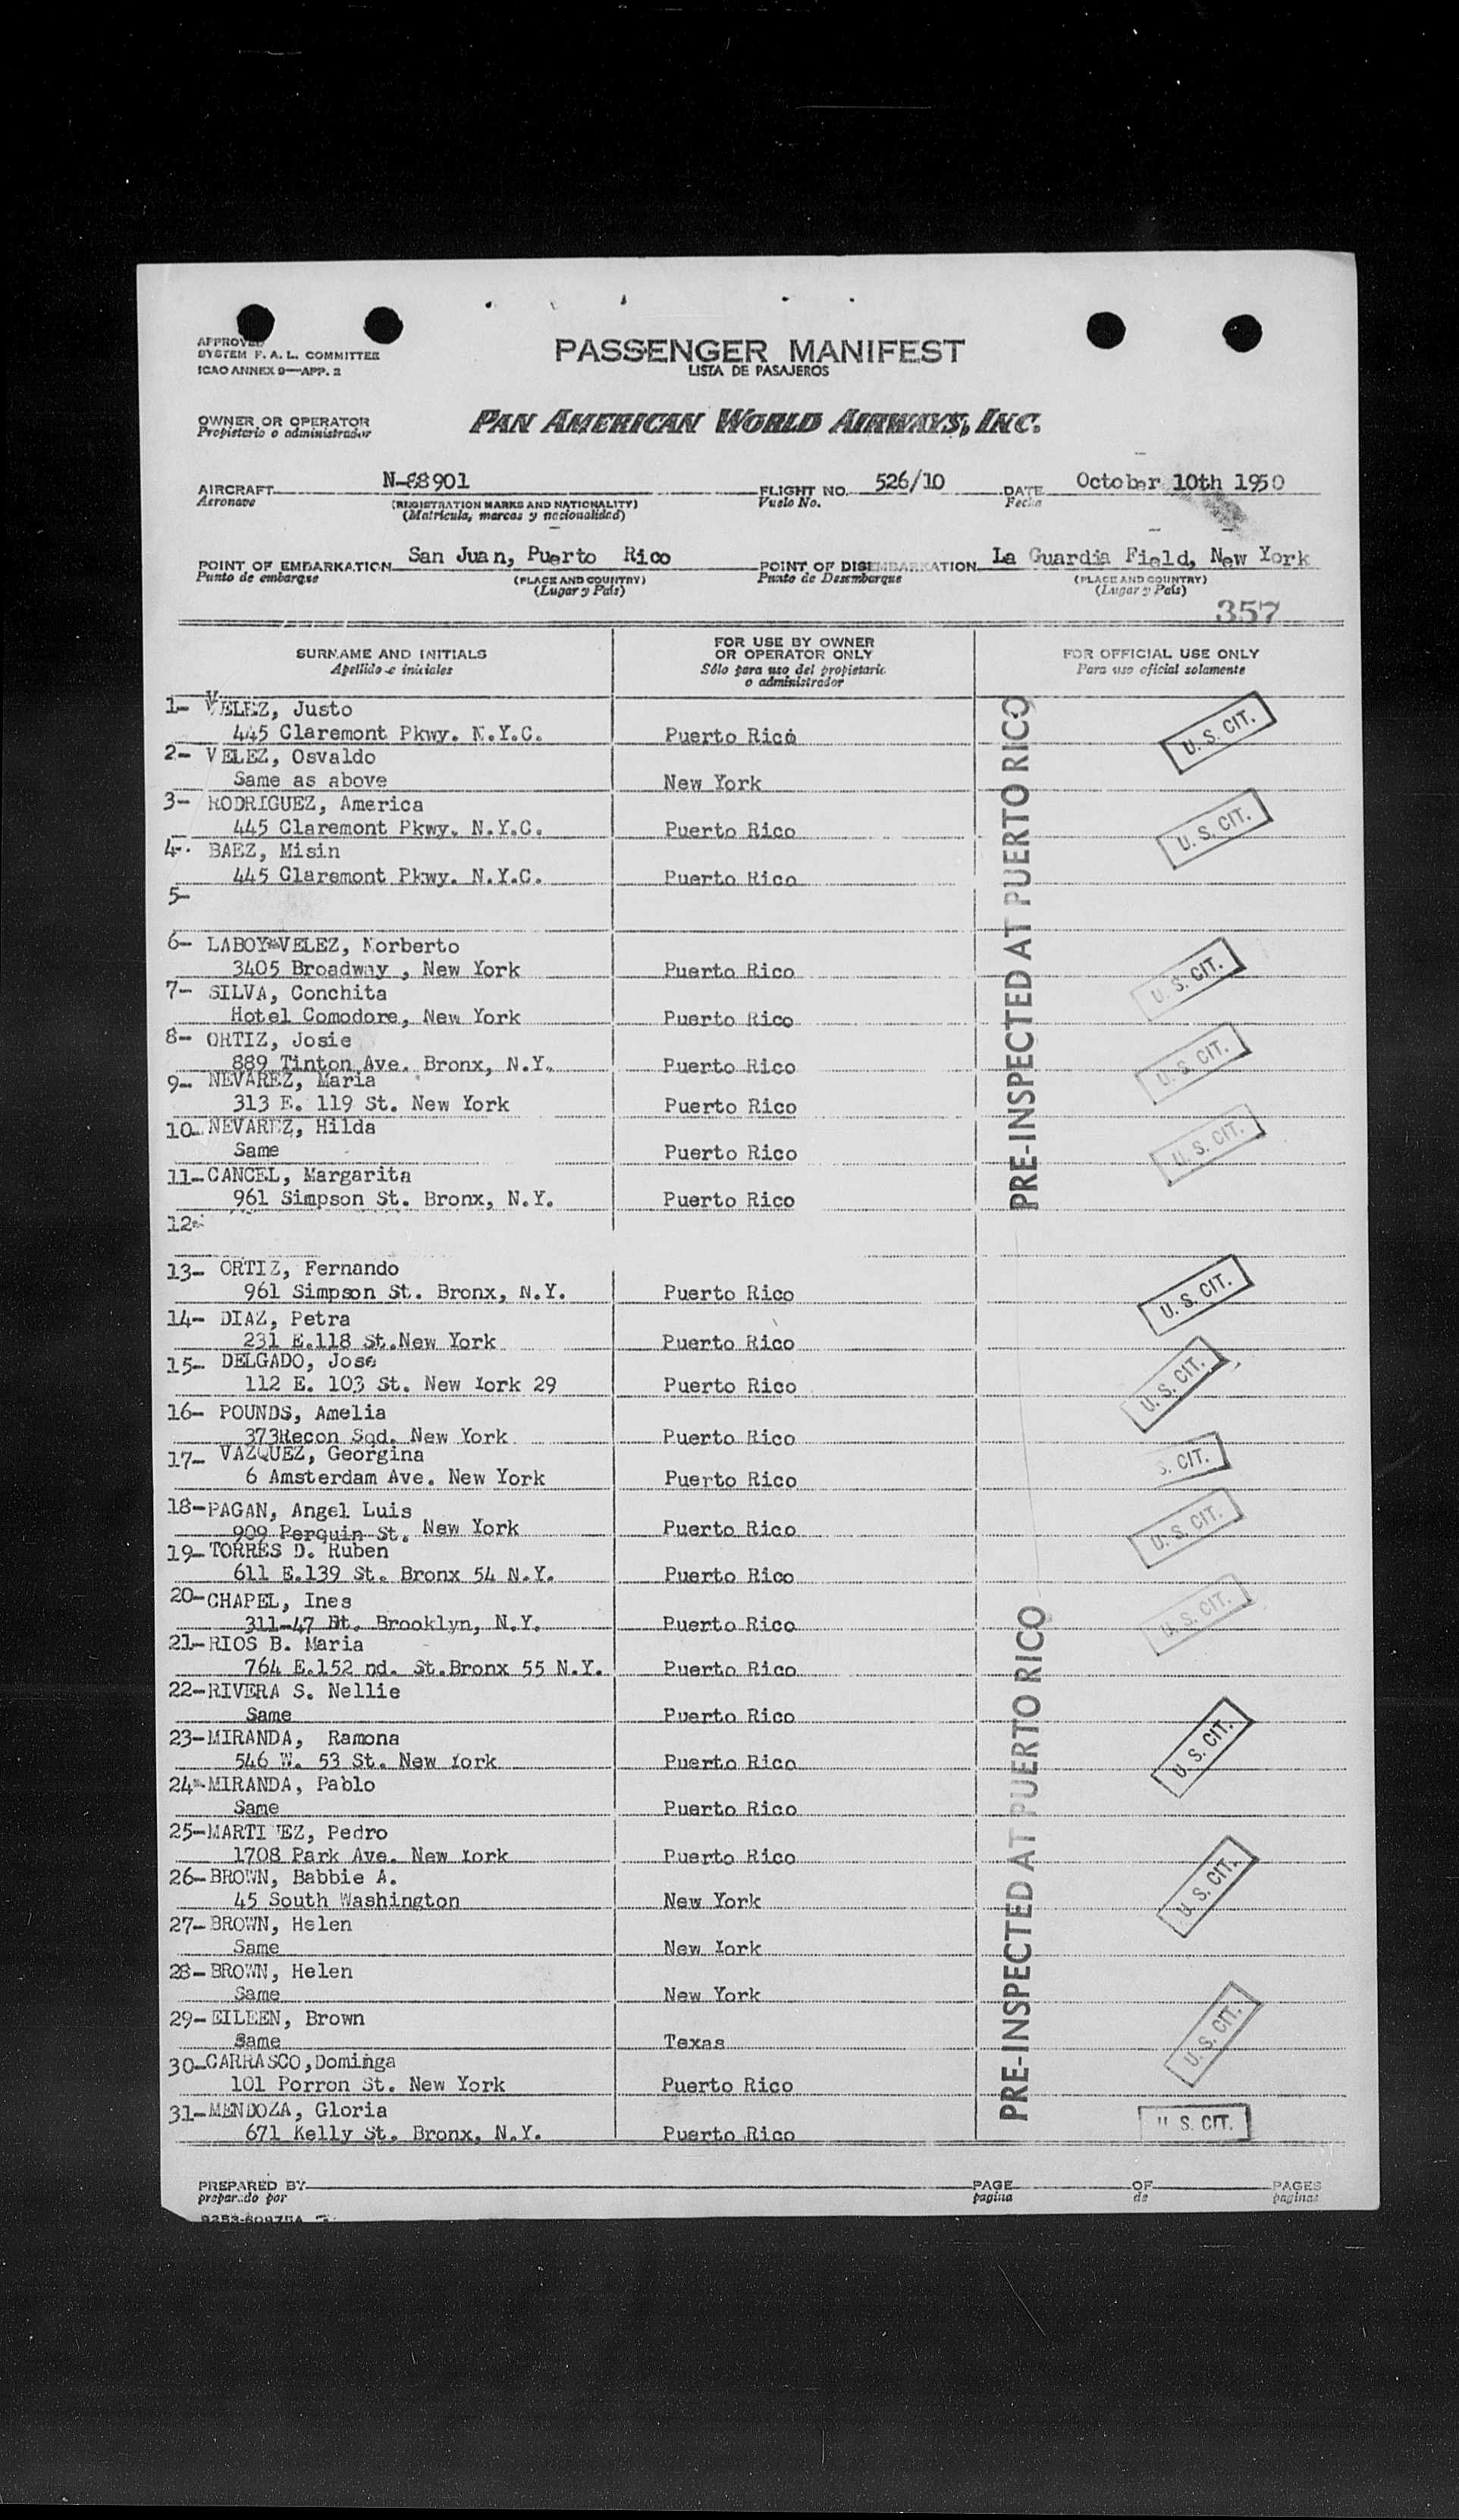 APPROVED
SYSTEM F. A. L. COMMITTEE
ICAO ANNEX 9—APP. 2
PASSENGER MANIFEST
LISTA DE PASAJEROS
OWNER OR OPERATOR
Propietario o administrador
PAN AMERICAN WORLD AIRWAYS, INC.
AIRCRAFT N-88901 FLIGHT NO. 526/10 DATE October 10th 1950
Aeronave (REGISTRATION MARKS AND NATIONALITY) Vuelo No. Fecha
(Matricula, marcas y nacionalidad)
POINT OF EMBARKATION San Juan, Puerto Rico POINT OF DISEMBARKATION La Guardia Field, New York
Punto de embarque (PLACE AND COUNTRY) Punto de Desembarque (PLACE AND COUNTRY)
(Lugar y País) (Lugar y País)
357
SURNAME AND INITIALS
Apellido e iniciales
FOR USE BY OWNER
OR OPERATOR ONLY
Sólo para uso del propietario
o administrador
FOR OFFICIAL USE ONLY
Para uso oficial solamente
1- VELEZ, Justo
445 Claremont Pkwy. N.Y.C. Puerto Rico U. S. CIT.
2- VELEZ, Osvaldo
Same as above New York
3- RODRIGUEZ, America
445 Claremont Pkwy. N.Y.C. Puerto Rico U. S. CIT.
4- BAEZ, Misin
445 Claremont Pkwy. N.Y.C. Puerto Rico
5-
6- LABOY-VELEZ, Norberto
3405 Broadway , New York Puerto Rico U. S. CIT.
7- SILVA, Conchita
Hotel Comodore, New York Puerto Rico
8- ORTIZ, Josie
889 Tinton Ave. Bronx, N.Y. Puerto Rico U. S. CIT.
9- NEVAREZ, Maria
313 E. 119 St. New York Puerto Rico
10- NEVAREZ, Hilda
Same Puerto Rico U. S. CIT.
11- CANCEL, Margarita
961 Simpson St. Bronx, N.Y. Puerto Rico
PRE-INSPECTED AT PUERTO RICO
12-
13- ORTIZ, Fernando
961 Simpson St. Bronx, N.Y. Puerto Rico U. S. CIT.
14- DIAZ, Petra
231 E.118 St.New York Puerto Rico
15- DELGADO, Jose
112 E. 103 St. New York 29 Puerto Rico U. S. CIT.
16- POUNDS, Amelia
373Recon Sqd. New York Puerto Rico
17- VAZQUEZ, Georgina
6 Amsterdam Ave. New York Puerto Rico S. CIT.
18-PAGAN, Angel Luis
909 Perquin St. New York Puerto Rico U. S. CIT.
19-TORRES D. Ruben
611 E.139 St. Bronx 54 N.Y. Puerto Rico
20-CHAPEL, Ines
311-47 St. Brooklyn, N.Y. Puerto Rico U. S. CIT.
21-RIOS B. Maria
764 E.152 nd. St.Bronx 55 N.Y. Puerto Rico
22-RIVERA S. Nellie
Same Puerto Rico
23-MIRANDA, Ramona
546 W. 53 St. New York Puerto Rico U. S. CIT.
24-MIRANDA, Pablo
Same Puerto Rico
25-MARTI EZ, Pedro
1708 Park Ave. New York Puerto Rico
26-BROWN, Babbie A.
45 South Washington New York U. S. CIT.
27-BROWN, Helen
Same New York
28-BROWN, Helen
Same New York
29-EILEEN, Brown
Same Texas U. S. CIT.
30-CARRASCO,Dominga
101 Porron St. New York Puerto Rico
31-MENDOZA, Gloria
671 Kelly St. Bronx, N.Y. Puerto Rico U S. CIT.
PRE-INSPECTED AT PUERTO RICO
PREPARED BY PAGE OF PAGES
preparado por pagina de paginas